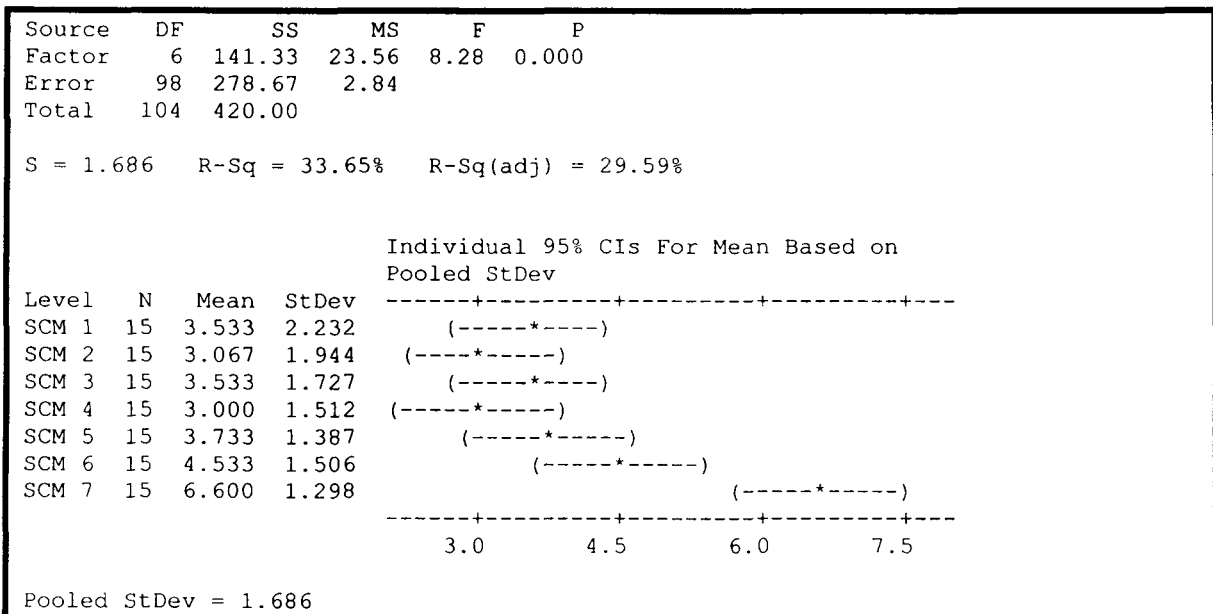 Source   DF      SS     MS     F      P
Factor    6  141.33  23.56  8.28  0.000
Error    98  278.67   2.84
Total   104  420.00
S = 1.686   R-Sq = 33.65%   R-Sq(adj) = 29.59%
Individual 95% CIs For Mean Based on
Pooled StDev
Level   N   Mean  StDev  ------+---------+---------+---------+---
SCM 1  15  3.533  2.232      (-----*----)
SCM 2  15  3.067  1.944   (----*-----)
SCM 3  15  3.533  1.727      (-----*----)
SCM 4  15  3.000  1.512  (-----*-----)
SCM 5  15  3.733  1.387       (-----*-----)
SCM 6  15  4.533  1.506            (-----*-----)
SCM 7  15  6.600  1.298                          (-----*-----)
------+---------+---------+---------+---
3.0       4.5       6.0       7.5
Pooled StDev = 1.686